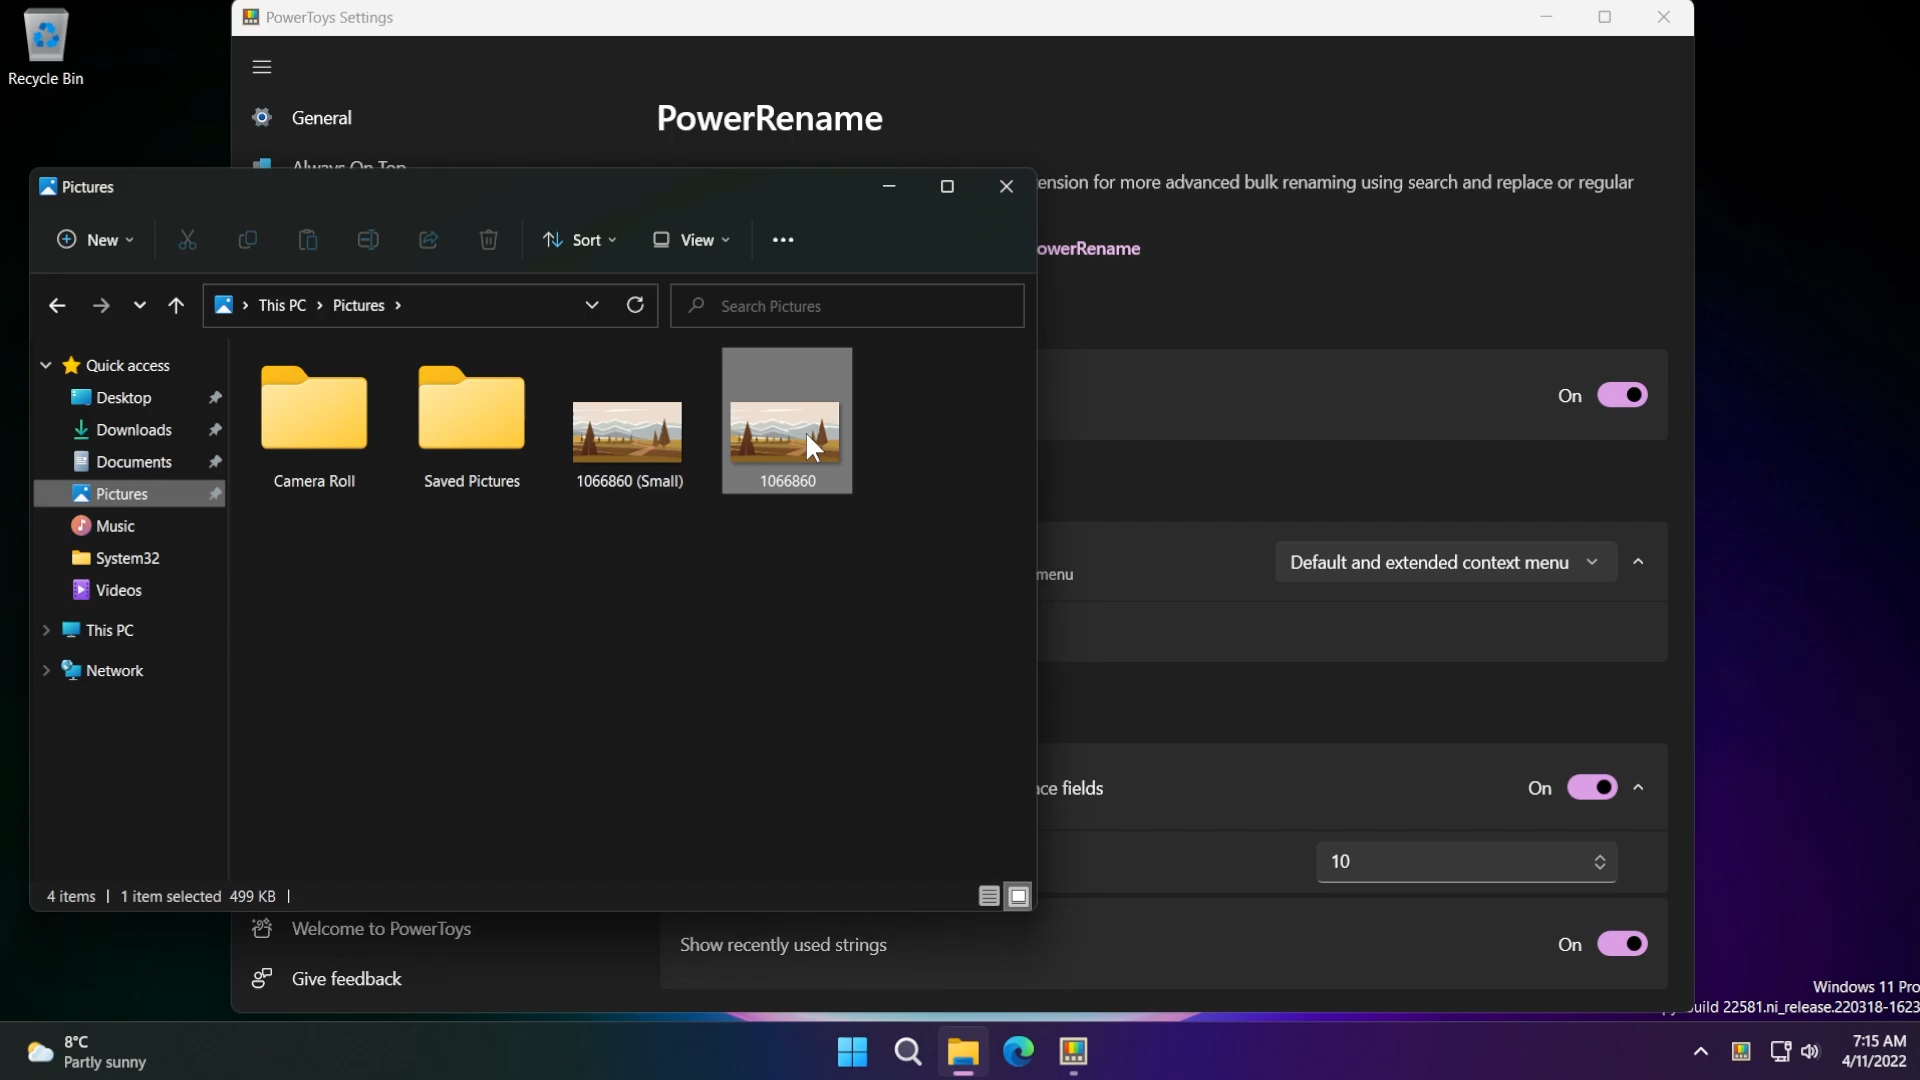 Recycle Bin
PowerToys Settings
General
Always On Top
PowerRename
ension for more advanced bulk renaming using search and replace or regular
owerRename
On
menu
Default and extended context menu
ace fields
On
10
Show recently used strings
On
Welcome to PowerToys
Give feedback
Pictures
New
Sort
View
This PC
Pictures
Search Pictures
Quick access
Desktop
Downloads
Documents
Pictures
Music
System32
Videos
This PC
Network
Camera Roll
Saved Pictures
1066860 (Small)
1066860
4 items
1 item selected 499 KB
Windows 11 Pro
uild 22581.ni_release.220318-1623
8°C
Partly sunny
7:15 AM
4/11/2022